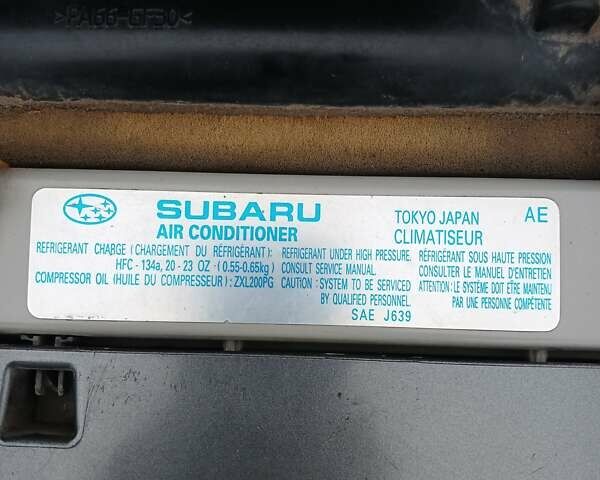 >PA66-GF30<
SUBARU TOKYO JAPAN AE
AIR CONDITIONER CLIMATISEUR
REFRIGERANT CHARGE (CHARGEMENT DU RÉFRIGÉRANT): REFRIGERANT UNDER HIGH PRESSURE. RÉFRIGÉRANT SOUS HAUTE PRESSION
HFC - 134a, 20 - 23 OZ - (0.55-0.65kg) CONSULT SERVICE MANUAL. CONSULTER LE MANUEL D'ENTRETIEN
COMPRESSOR OIL (HUILE DU COMPRESSEUR): ZXL200PG CAUTION : SYSTEM TO BE SERVICED ATTENTION : LE SYSTÈME DOIT ÊTRE MAINTENU
BY QUALIFIED PERSONNEL. PAR UNE PERSONNE COMPÉTENTE
SAE J639